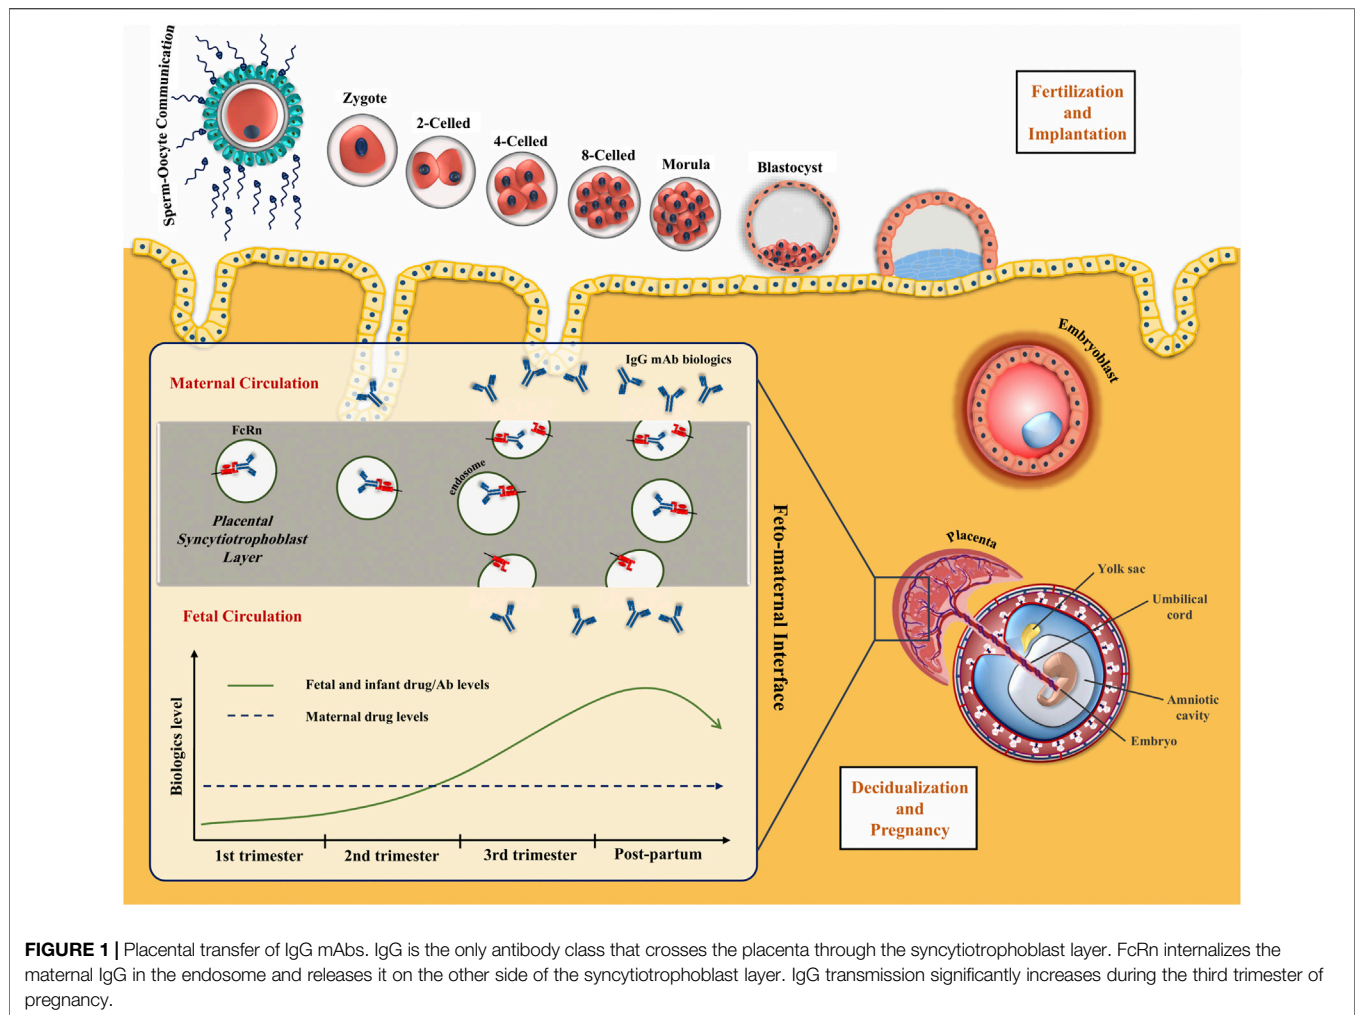 Sperm-Oocyte Communication
Zygote
2-Celled
4-Celled
8-Celled
Morula
Blastocyst
Fertilization
and
Implantation
Embryoblast
Maternal Circulation
IgG mAb biologics
FcRn
endosome
Placental
Syncytiotrophoblast
Layer
Fetal Circulation
Feto-maternal Interface
Placenta
Yolk sac
Umbilical
cord
Amniotic
cavity
Embryo
Biologics level
Fetal and infant drug/Ab levels
Maternal drug levels
1st trimester
2nd trimester
3rd trimester
Post-partum
Decidualization
and
Pregnancy
FIGURE 1 | Placental transfer of IgG mAbs. IgG is the only antibody class that crosses the placenta through the syncytiotrophoblast layer. FcRn internalizes the
maternal IgG in the endosome and releases it on the other side of the syncytiotrophoblast layer. IgG transmission significantly increases during the third trimester of
pregnancy.